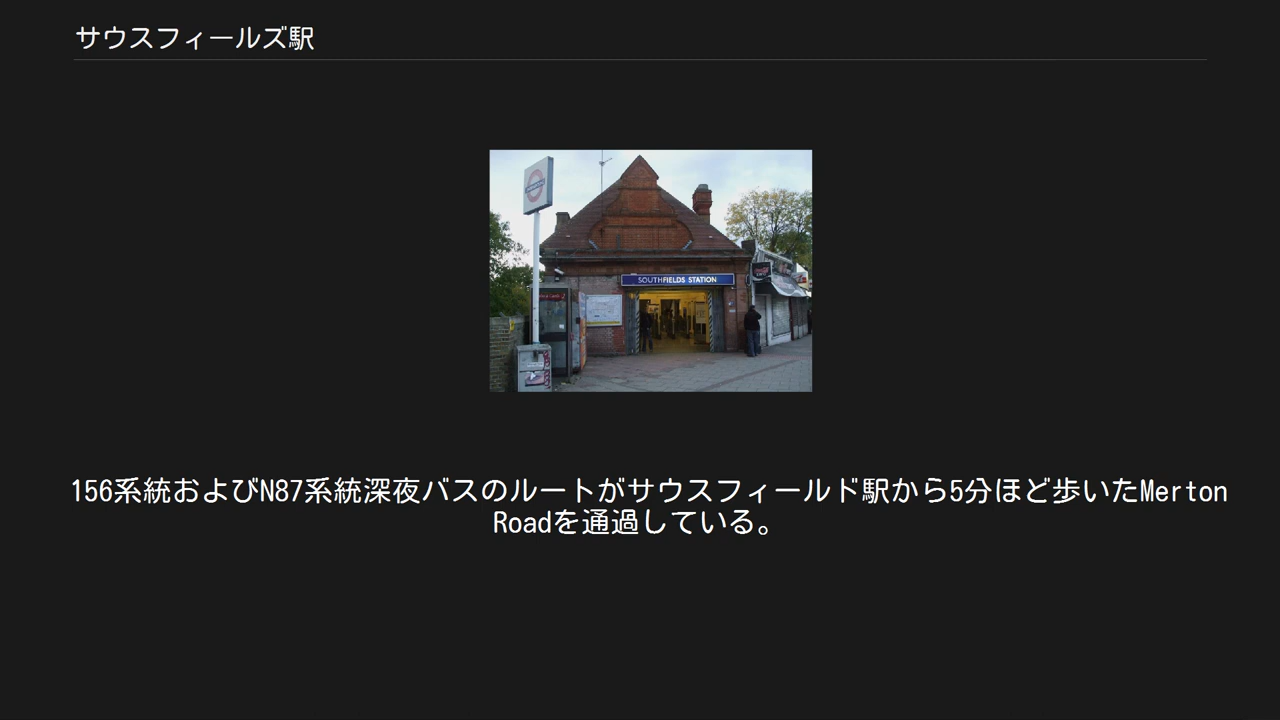 サウスフィールズ駅
SOUTHFIELDS STATION
156系統およびN87系統深夜バスのルートがサウスフィールド駅から5分ほど歩いたMerton
Roadを通過している。